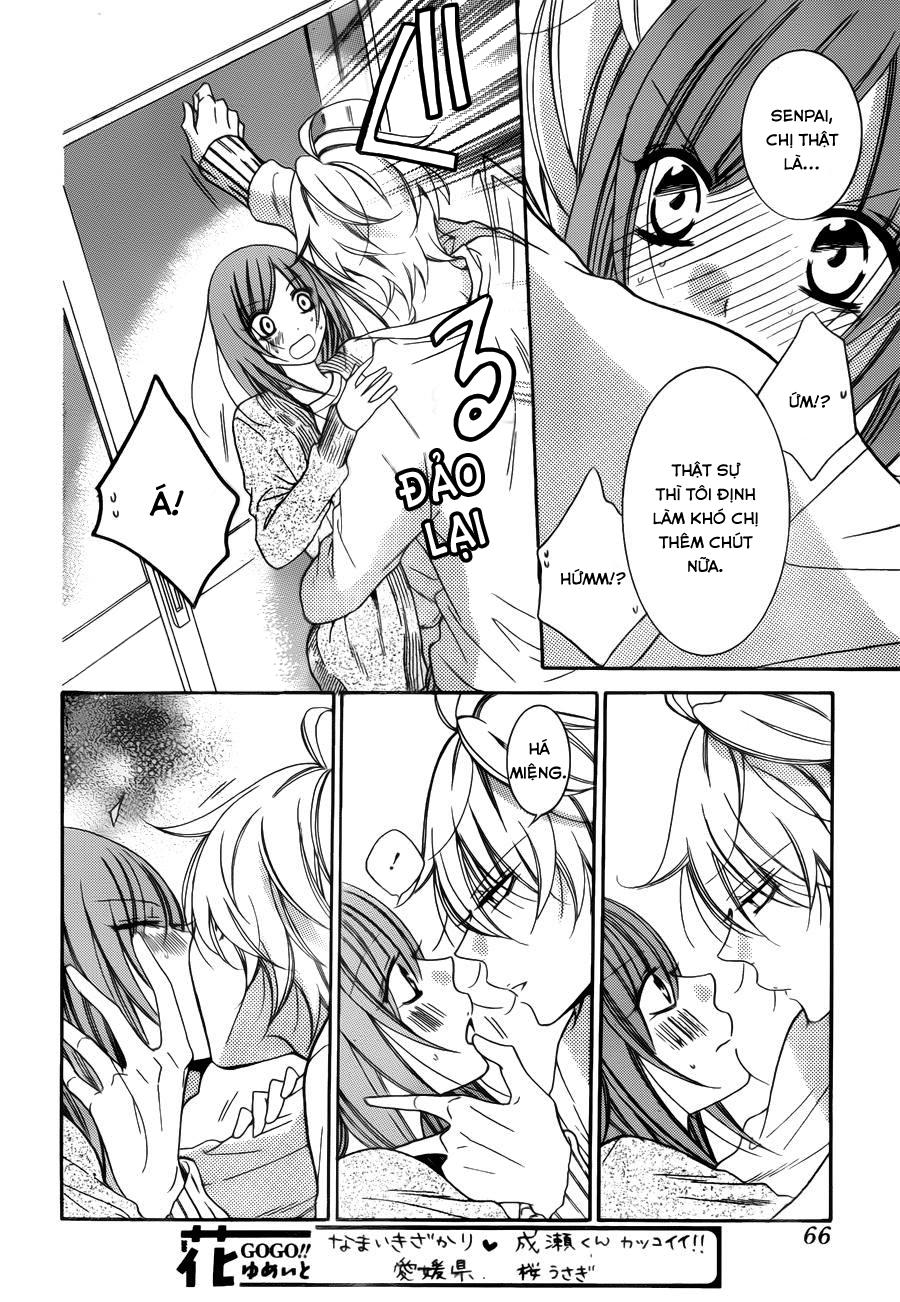 SENPAI,
CHỊ THẬT
LÀ...
ỨM!?
THẬT SỰ
THÌ TÔI ĐỊNH
LÀM KHÓ CHỊ
THÊM CHÚT
NỮA.
HỨMM!?
ぐる
ĐẢO
LẠI
Á!
HÁ
MIỆNG.
!
66
花
GOGO!!
ゆめいと
なまいきざかり♥ 成瀬くんカッコイイ!!
愛媛県. 桜うさぎ